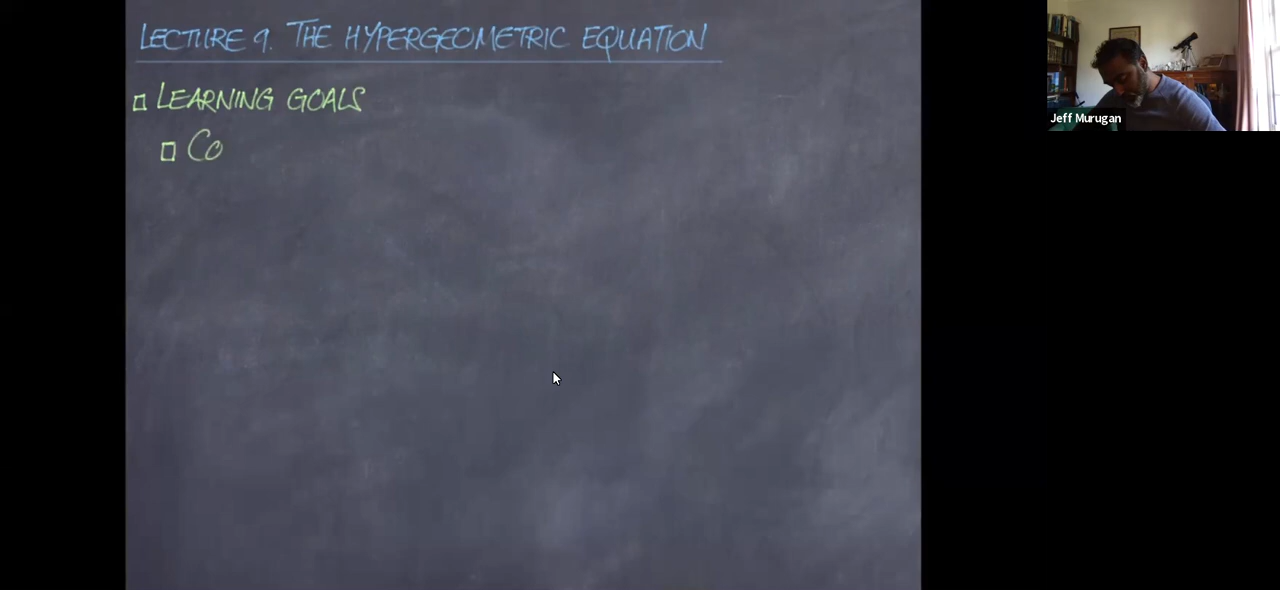 LECTURE 9. THE HYPERGEOMETRIC EQUATION
LEARNING GOALS
CO
Jeff Murugan